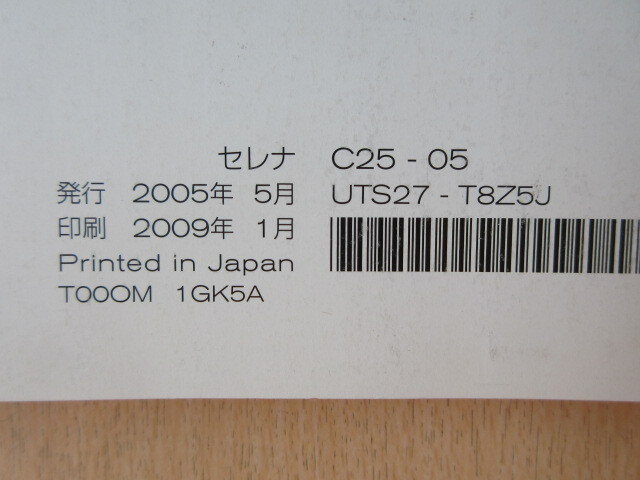 セレナ C25 - 05
発行 2005年 5月 UTS27 - T8Z5J
印刷 2009年 1月
Printed in Japan
T00OM 1GK5A